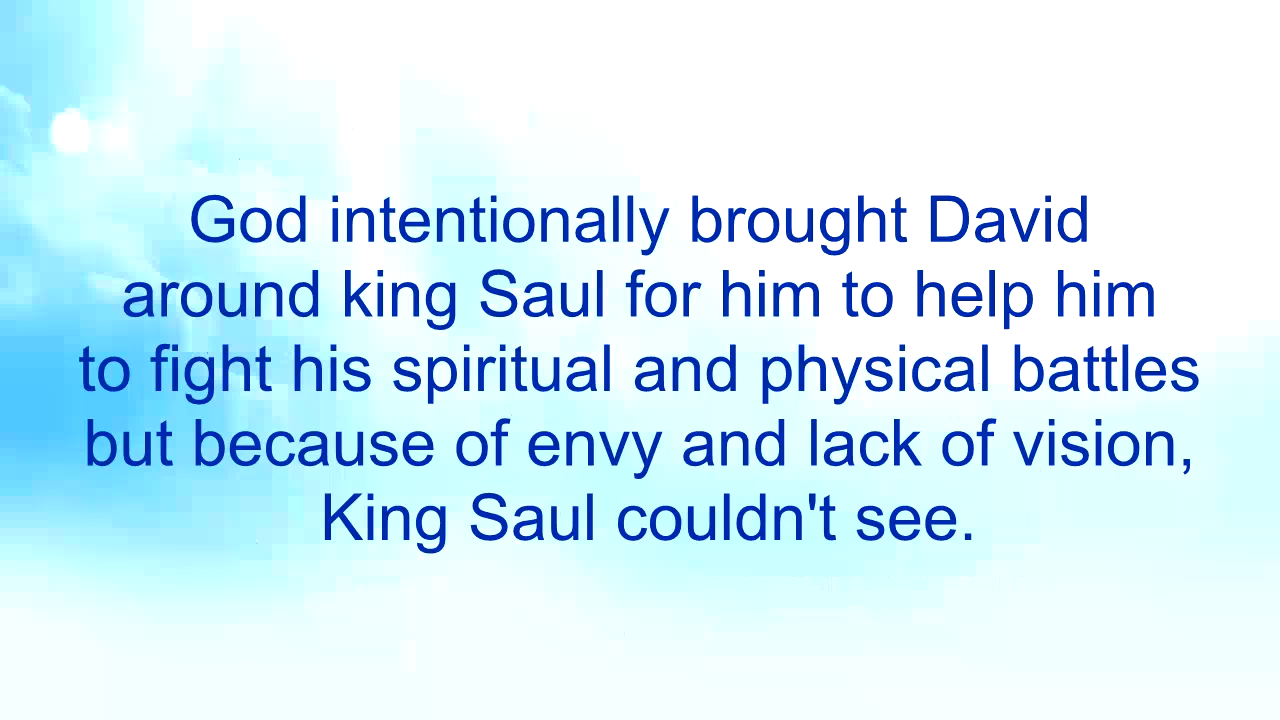 God intentionally brought David
around king Saul for him to help him
to fight his spiritual and physical battles
but because of envy and lack of vision,
King Saul couldn't see.